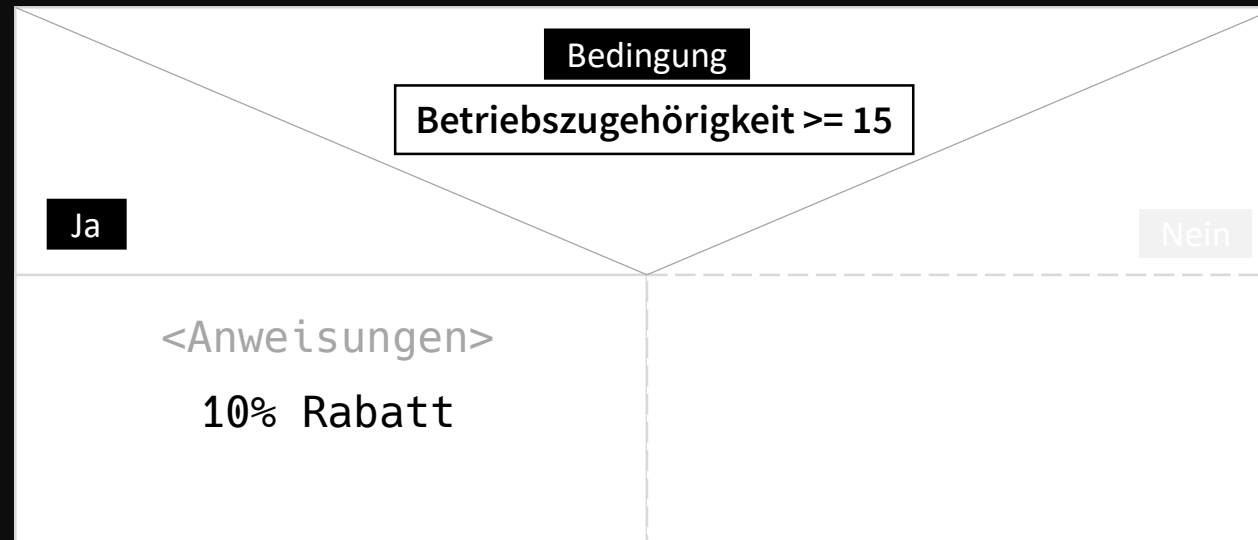 Bedingung
Betriebszugehörigkeit >= 15
Ja
Nein
<Anweisungen>
10% Rabatt